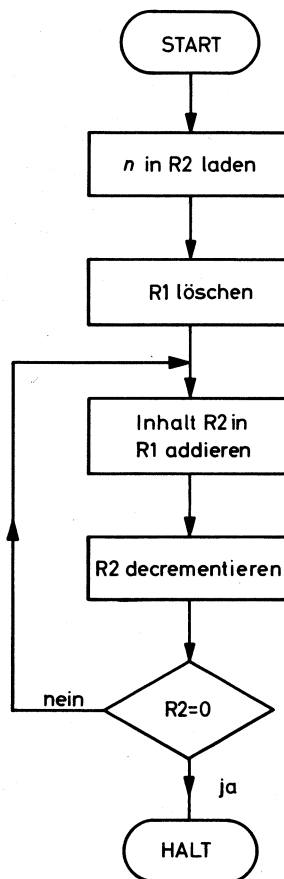 START
n in R2 laden
R1 löschen
Inhalt R2 in
R1 addieren
R2 decrementieren
R2=0
nein
ja
HALT